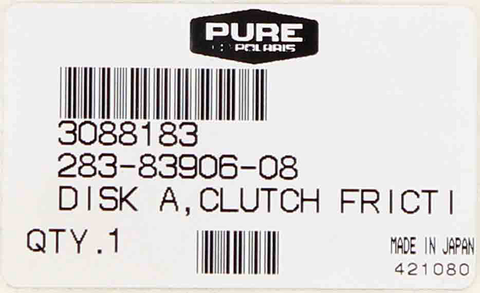 PURE
POLARIS
3088183
283-83906-08
DISK A,CLUTCH FRICTI
QTY.1
MADE IN JAPAN
421080